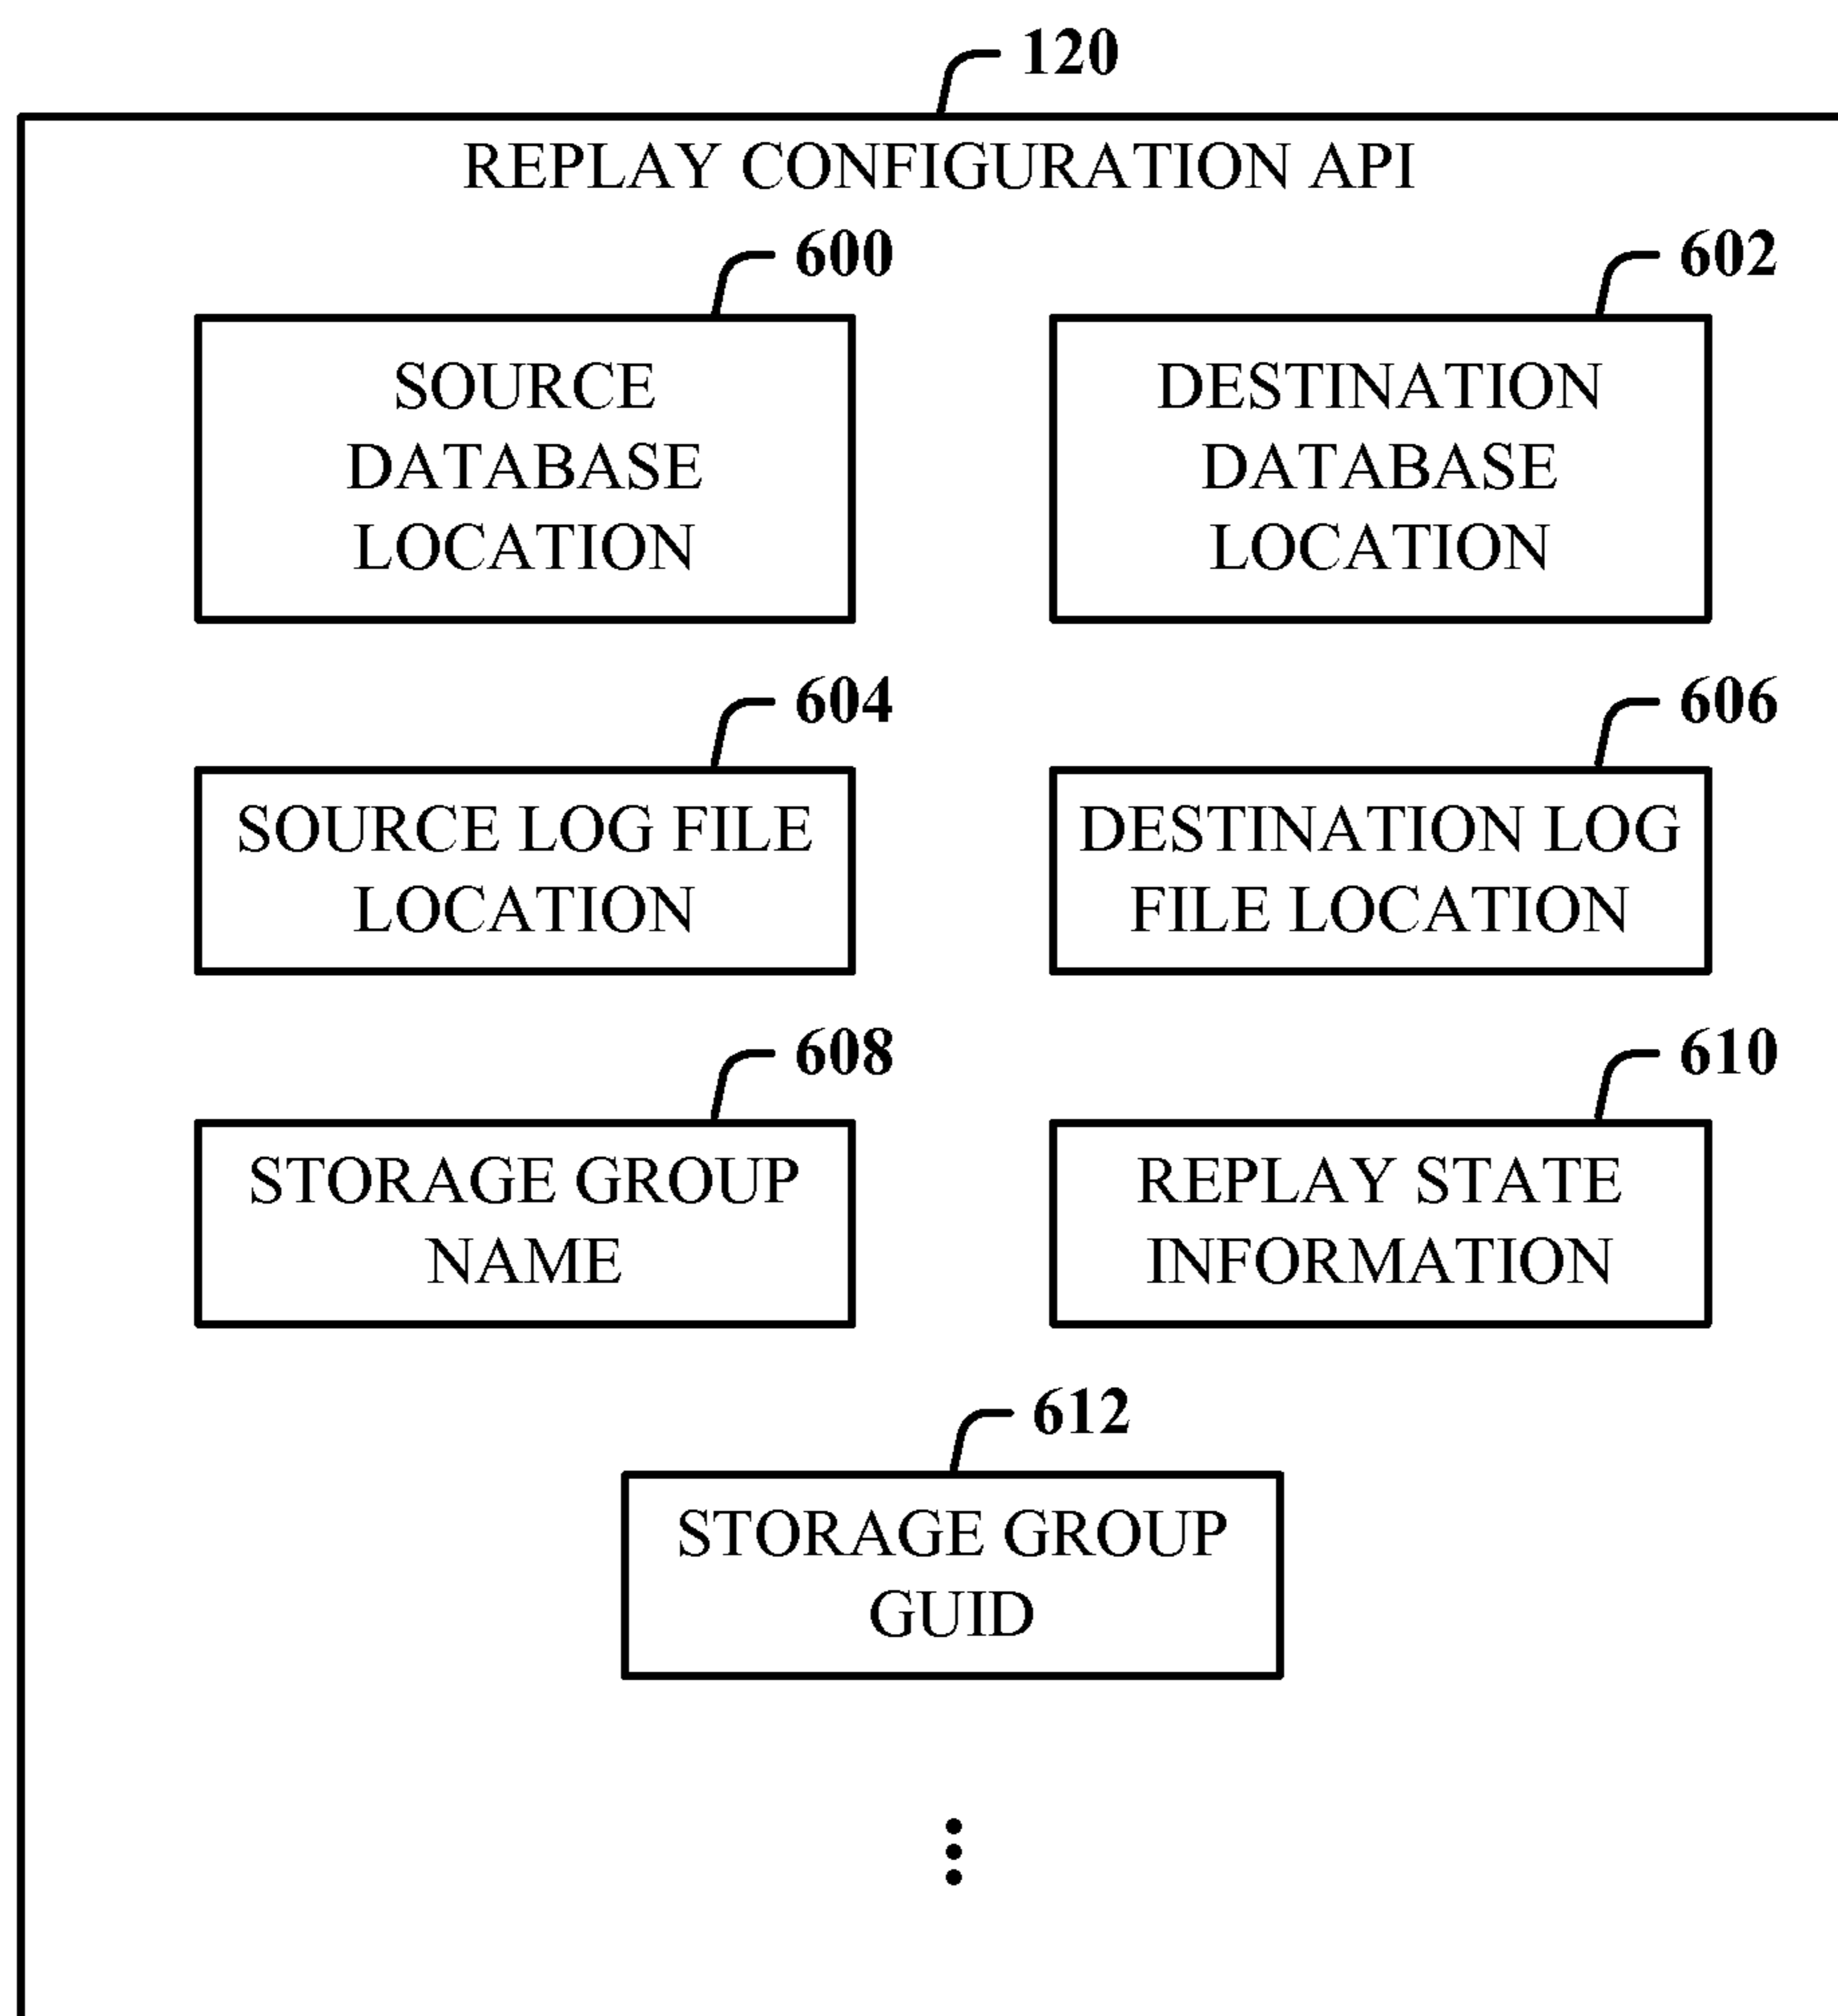 120
REPLAY CONFIGURATION API
600
602
SOURCE
DATABASE
LOCATION
DESTINATION
DATABASE
LOCATION
604
606
SOURCE LOG FILE
LOCATION
DESTINATION LOG
FILE LOCATION
608
610
STORAGE GROUP
NAME
REPLAY STATE
INFORMATION
612
STORAGE GROUP
GUID